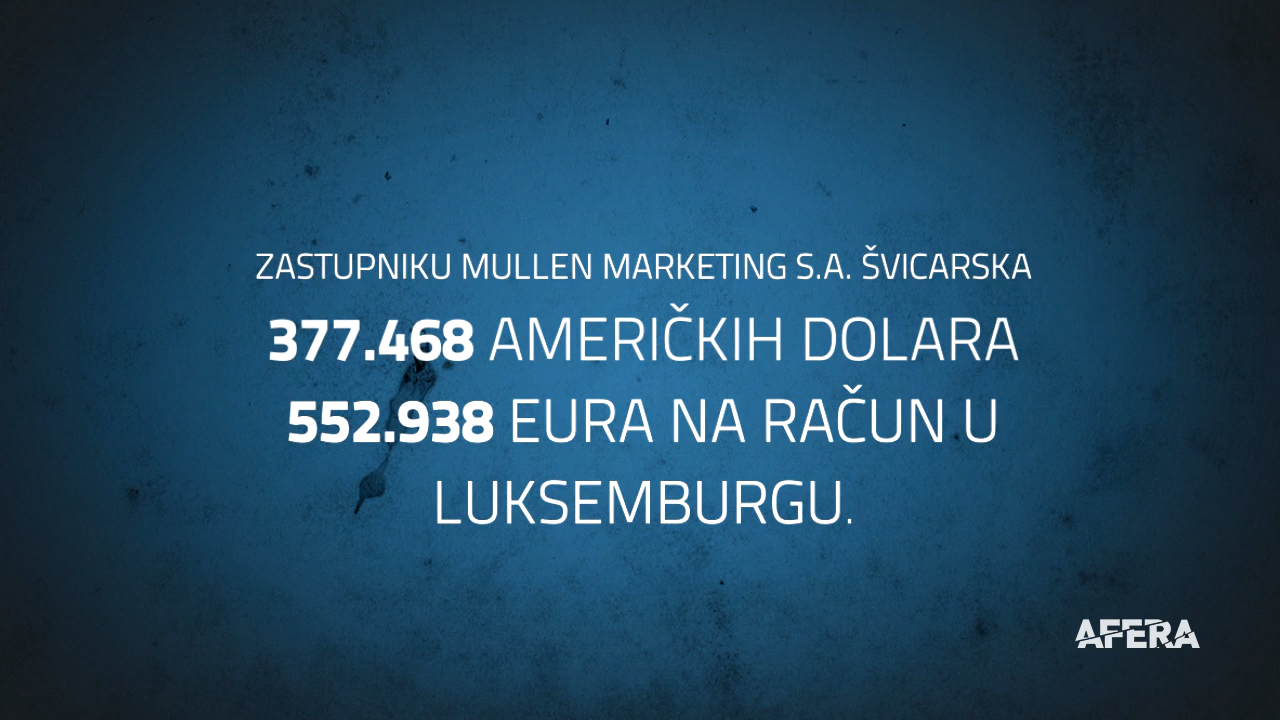 ZASTUPNIKU MULLEN MARKETING S.A. ŠVICARSKA
377.468 AMERIČKIH DOLARA
552.938 EURA NA RAČUN U
LUKSEMBURGU.
AFERA